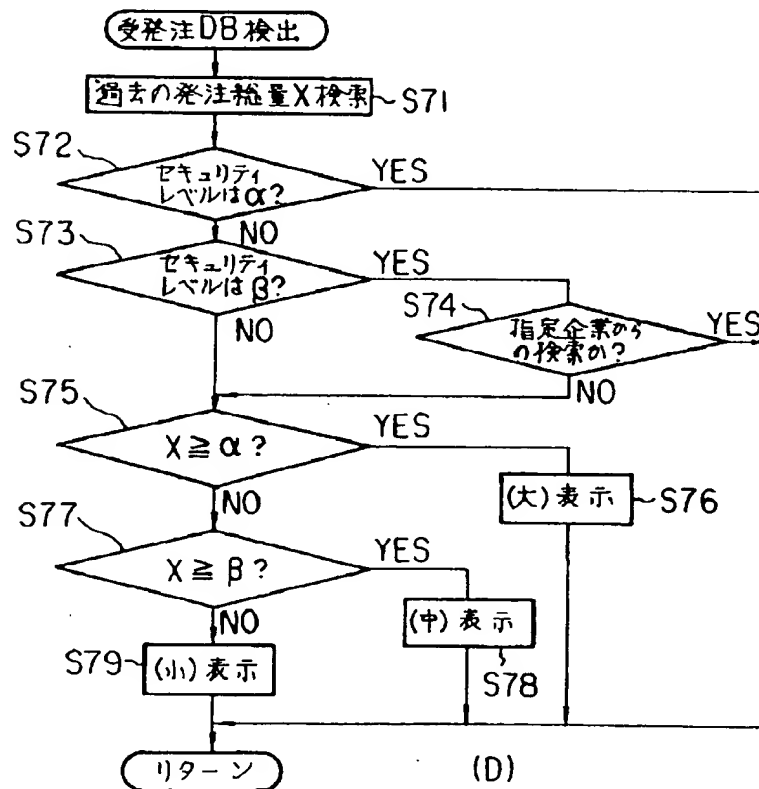 受発注DB検出
過去の発注総量X検索
S71
S72
セキュリティ
レベルはα?
YES
NO
S73
セキュリティ
レベルはβ?
YES
NO
S74
指定企業から
の検索か?
YES
NO
S75
X≧α?
YES
NO
(大)表示
S76
S77
X≧β?
YES
NO
(中)表示
S78
S79
(小)表示
リターン
(D)